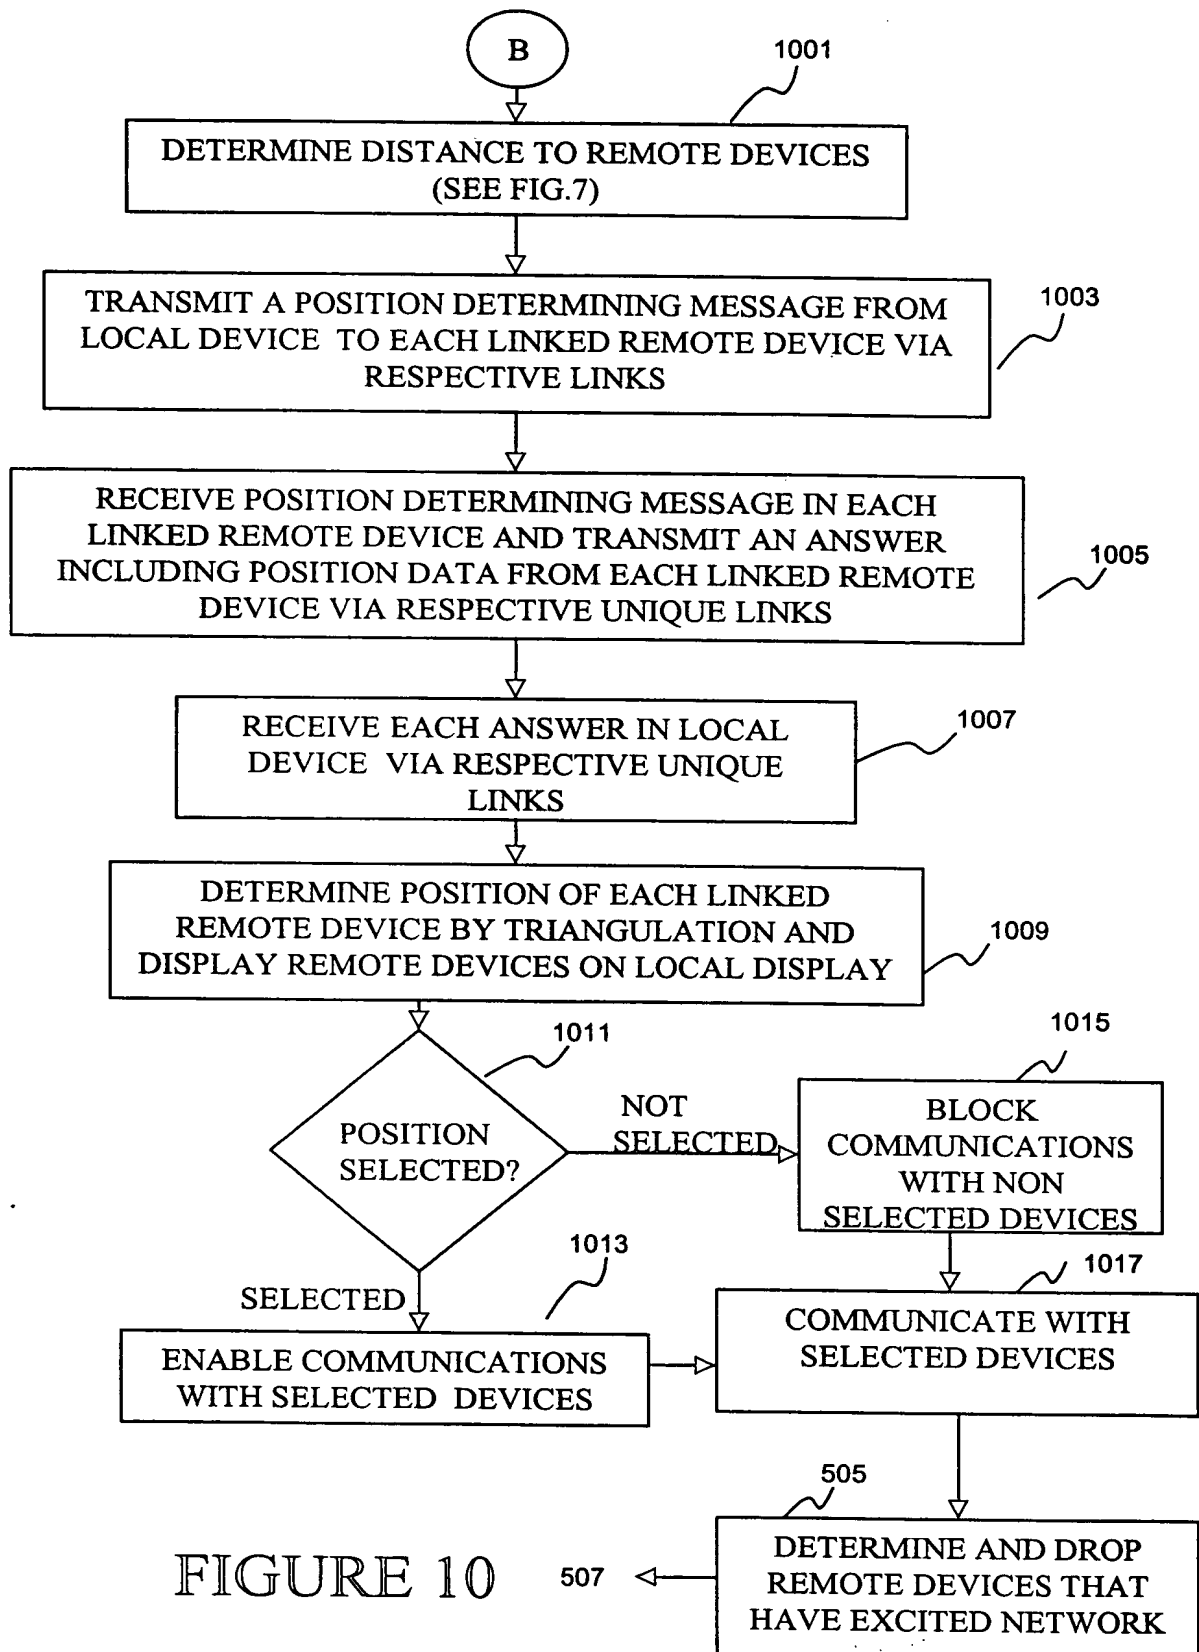 B
1001
DETERMINE DISTANCE TO REMOTE DEVICES
(SEE FIG.7)
TRANSMIT A POSITION DETERMINING MESSAGE FROM
LOCAL DEVICE TO EACH LINKED REMOTE DEVICE VIA
RESPECTIVE LINKS
1003
RECEIVE POSITION DETERMINING MESSAGE IN EACH
LINKED REMOTE DEVICE AND TRANSMIT AN ANSWER
INCLUDING POSITION DATA FROM EACH LINKED REMOTE
DEVICE VIA RESPECTIVE UNIQUE LINKS
1005
RECEIVE EACH ANSWER IN LOCAL
DEVICE VIA RESPECTIVE UNIQUE
LINKS
1007
DETERMINE POSITION OF EACH LINKED
REMOTE DEVICE BY TRIANGULATION AND
DISPLAY REMOTE DEVICES ON LOCAL DISPLAY
1009
1011
POSITION
SELECTED?
NOT
SELECTED
1015
BLOCK
COMMUNICATIONS
WITH NON
SELECTED DEVICES
SELECTED
1013
ENABLE COMMUNICATIONS
WITH SELECTED DEVICES
1017
COMMUNICATE WITH
SELECTED DEVICES
505
DETERMINE AND DROP
REMOTE DEVICES THAT
HAVE EXCITED NETWORK
507
FIGURE 10